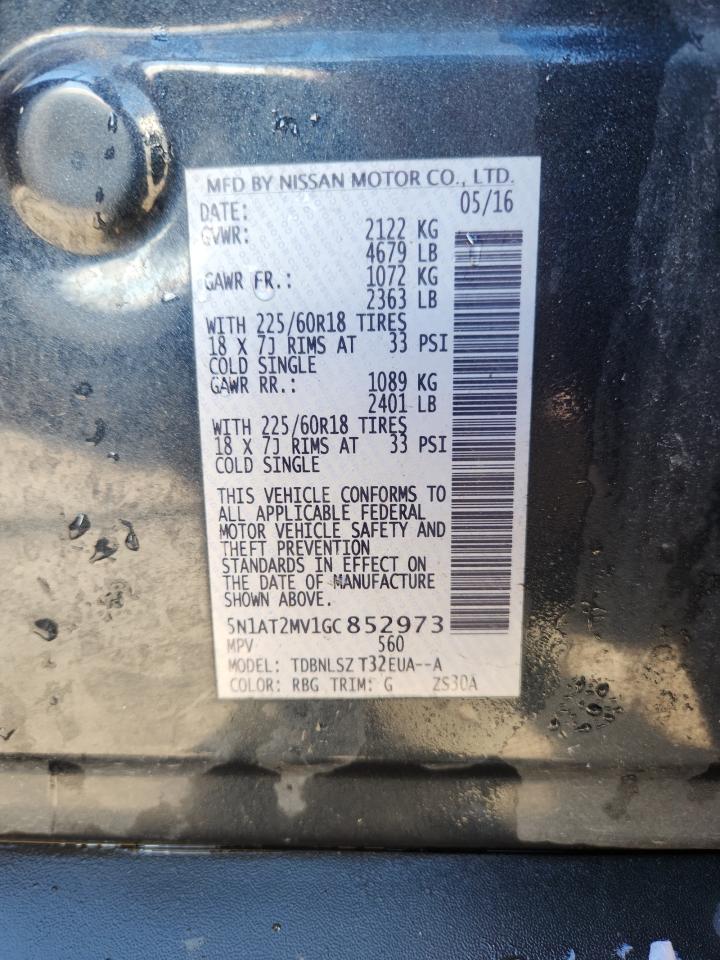 MFD BY NISSAN MOTOR CO., LTD.
DATE: 05/16
GVWR: 2122 KG
4679 LB
GAWR FR.: 1072 KG
2363 LB
WITH 225/60R18 TIRES
18 X 7J RIMS AT 33 PSI
COLD SINGLE
GAWR RR.: 1089 KG
2401 LB
WITH 225/60R18 TIRES
18 X 7J RIMS AT 33 PSI
COLD SINGLE
THIS VEHICLE CONFORMS TO
ALL APPLICABLE FEDERAL
MOTOR VEHICLE SAFETY AND
THEFT PREVENTION
STANDARDS IN EFFECT ON
THE DATE OF MANUFACTURE
SHOWN ABOVE.
5N1AT2MV1GC852973
MPV 560
MODEL: TDBNLSZ T32EUA--A
COLOR: RBG TRIM: G ZS30A